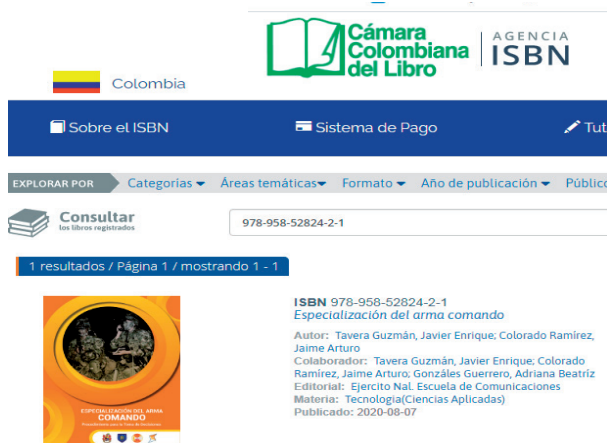 Cámara
Colombiana
del Libro
AGENCIA
ISBN
Colombia
Sobre el ISBN
Sistema de Pago
Tut
EXPLORAR POR
Categorías
Áreas temáticas
Formato
Año de publicación
Públic
Consultar
los libros registrados
978-958-52824-2-1
1 resultados / Página 1 / mostrando 1 - 1
ISBN 978-958-52824-2-1
Especialización del arma comando
Autor: Tavera Guzmán, Javier Enrique; Colorado Ramírez,
Jaime Arturo
Colaborador: Tavera Guzmán, Javier Enrique; Colorado
Ramírez, Jaime Arturo; Gonzáles Guerrero, Adriana Beatriz
Editorial: Ejercito Nal. Escuela de Comunicaciones
Materia: Tecnología(Ciencias Aplicadas)
Publicado: 2020-08-07
ESPECIALIZACIÓN DEL ARMA
COMANDO